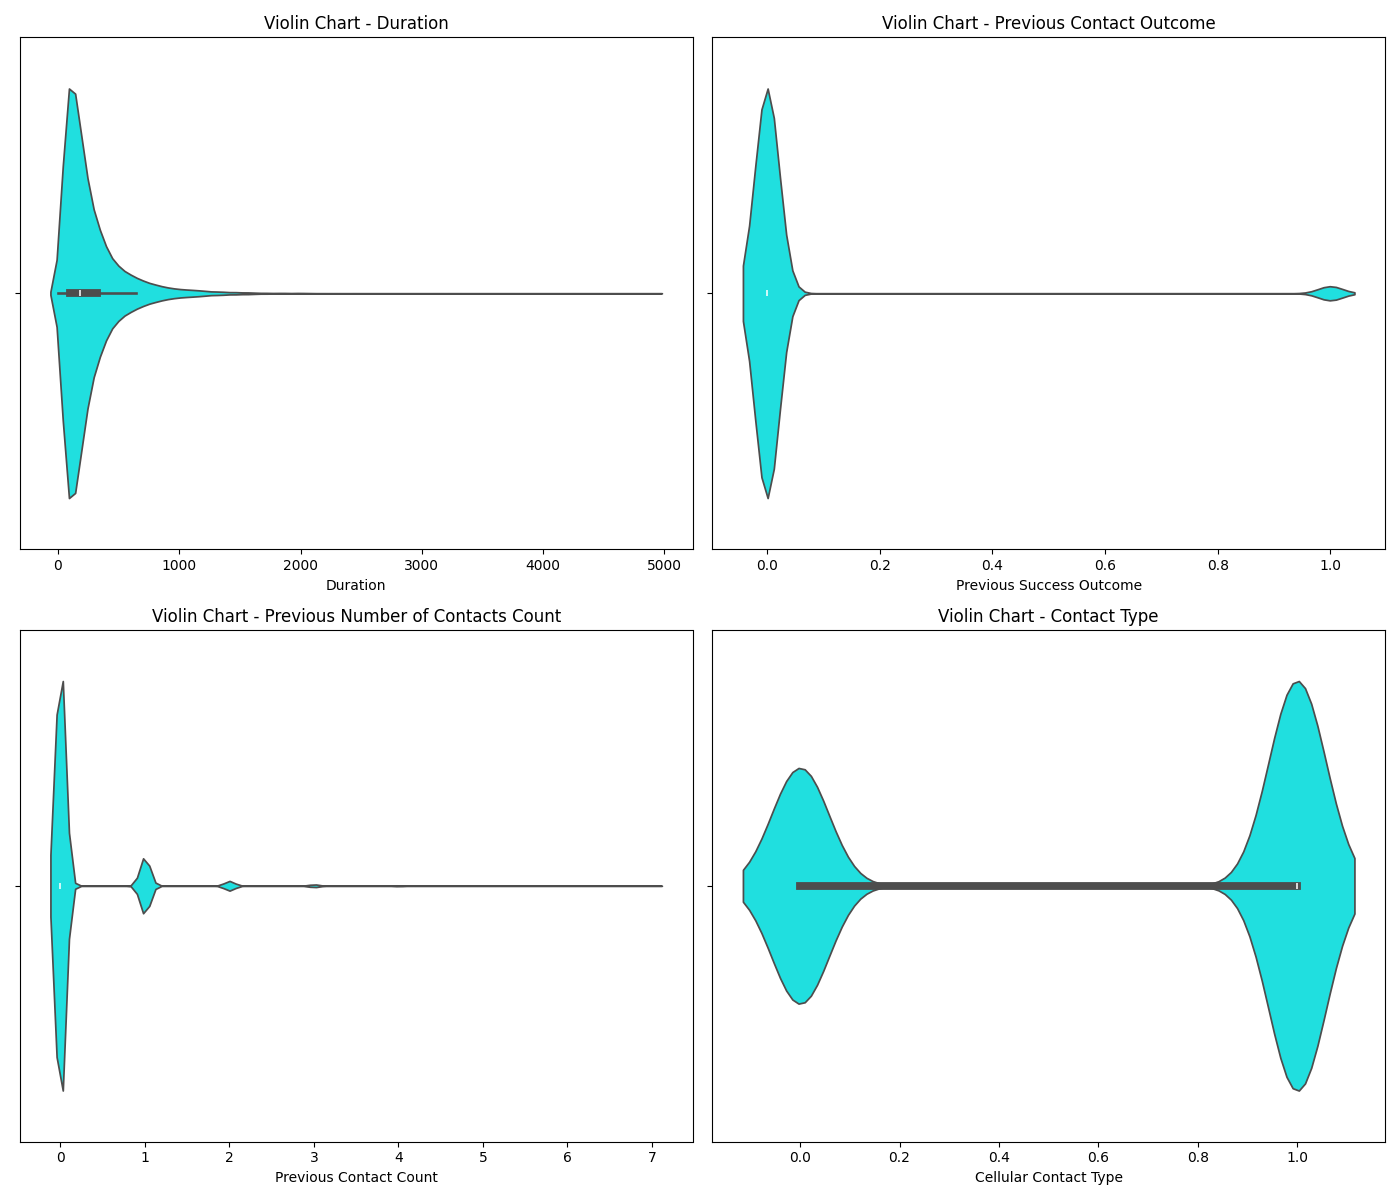 Violin Chart - Duration
0 1000 2000 3000 4000 5000
Duration
Violin Chart - Previous Contact Outcome
0.0 0.2 0.4 0.6 0.8 1.0
Previous Success Outcome
Violin Chart - Previous Number of Contacts Count
0 1 2 3 4 5 6 7
Previous Contact Count
Violin Chart - Contact Type
0.0 0.2 0.4 0.6 0.8 1.0
Cellular Contact Type